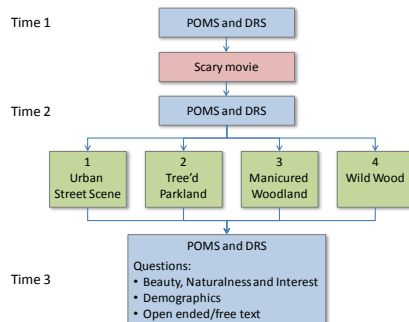 Time 1
POMS and DRS
Scary movie
Time 2
POMS and DRS
1
Urban
Street Scene
2
Tree'd
Parkland
3
Manicured
Woodland
4
Wild Wood
Time 3
POMS and DRS
Questions:
• Beauty, Naturalness and Interest
• Demographics
• Open ended/free text